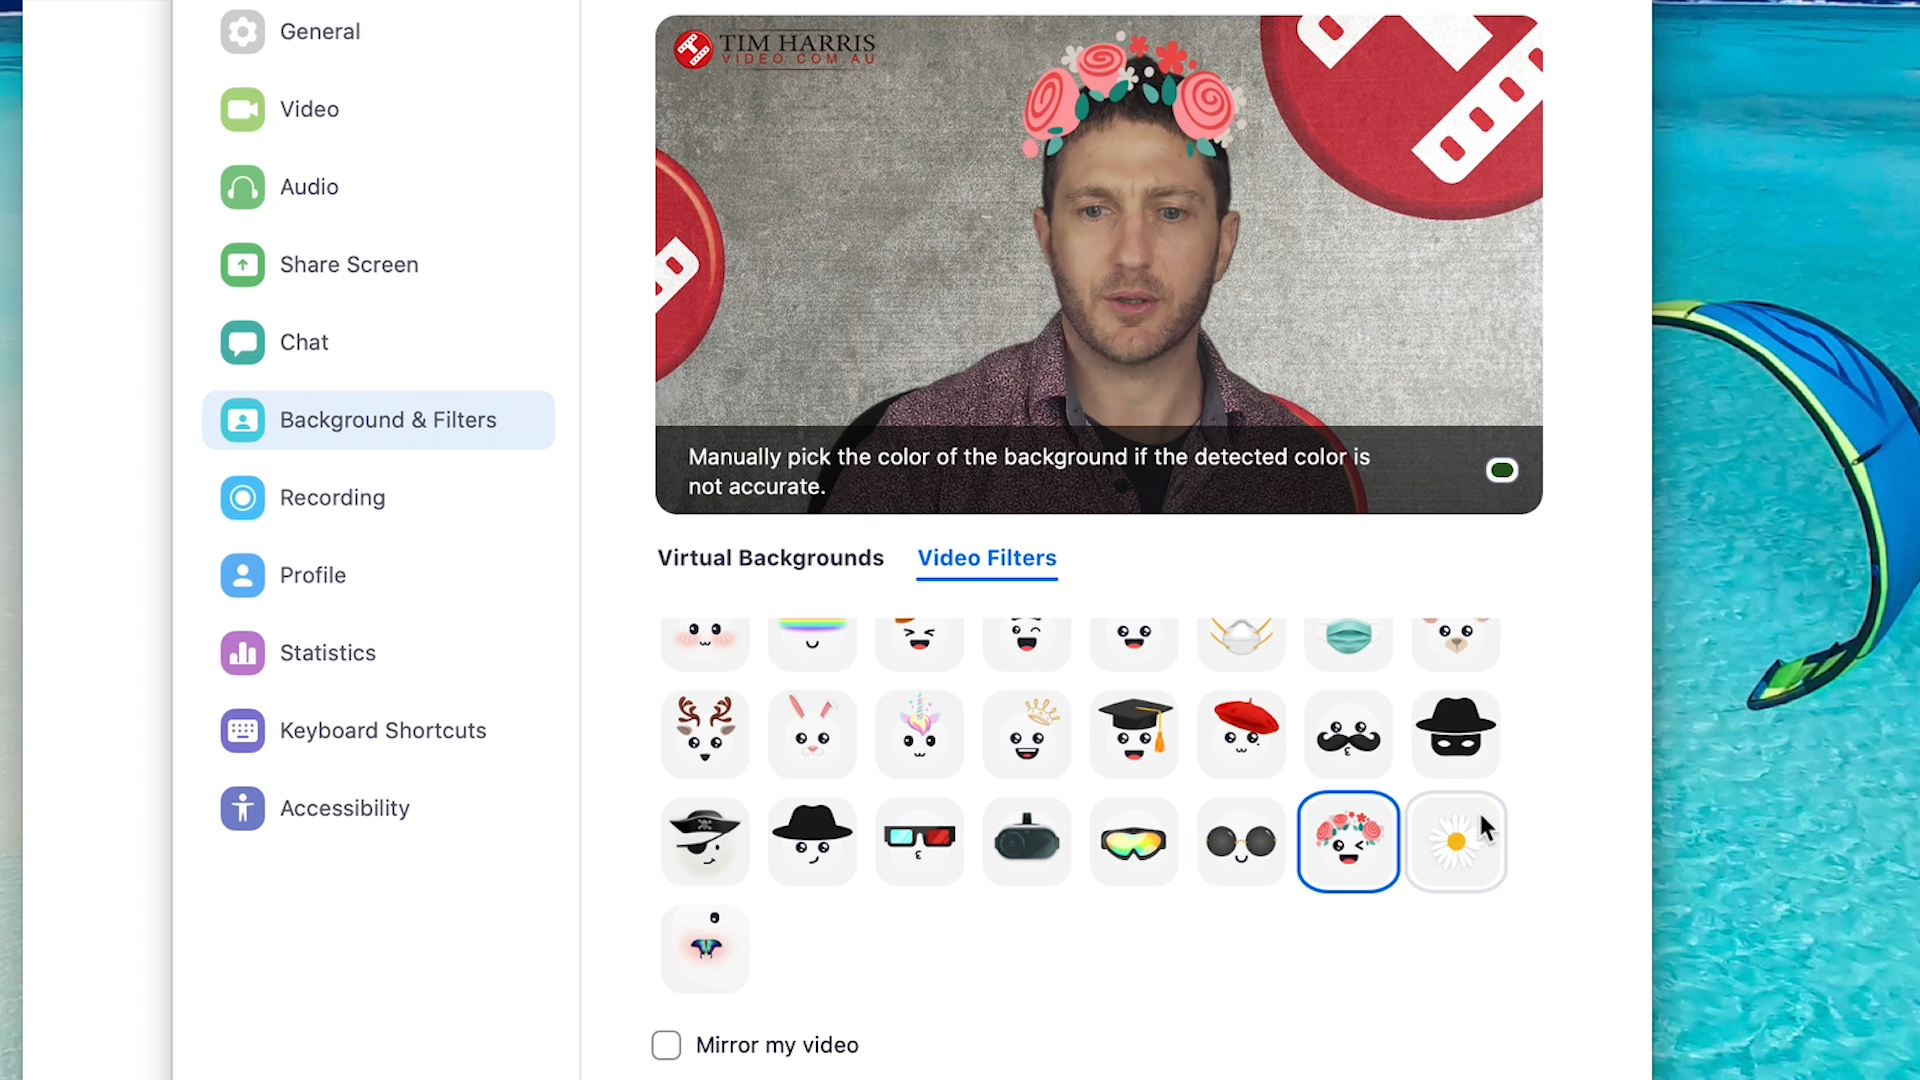 General
Video
Audio
Share Screen
Chat
Background & Filters
Recording
Profile
Statistics
Keyboard Shortcuts
Accessibility
TIM HARRIS
VIDEO.COM.AU
Manually pick the color of the background if the detected color is
not accurate.
Virtual Backgrounds
Video Filters
Mirror my video